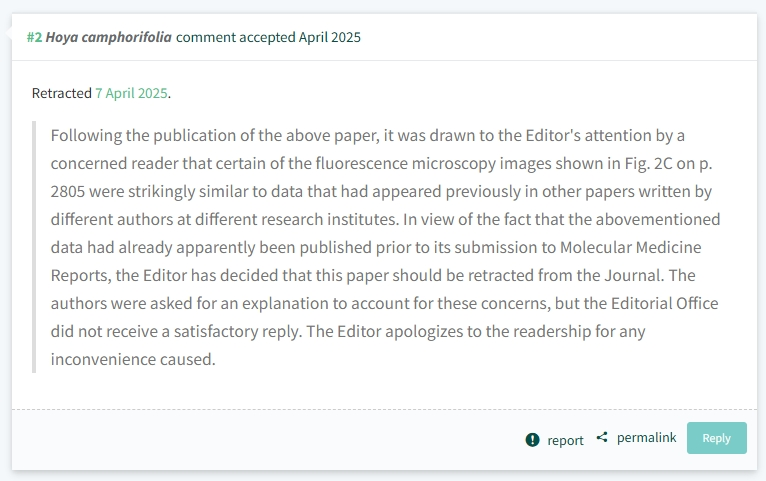 #2 Hoya camphorifolia comment accepted April 2025
Retracted 7 April 2025.
Following the publication of the above paper, it was drawn to the Editor's attention by a
concerned reader that certain of the fluorescence microscopy images shown in Fig. 2C on p.
2805 were strikingly similar to data that had appeared previously in other papers written by
different authors at different research institutes. In view of the fact that the abovementioned
data had already apparently been published prior to its submission to Molecular Medicine
Reports, the Editor has decided that this paper should be retracted from the Journal. The
authors were asked for an explanation to account for these concerns, but the Editorial Office
did not receive a satisfactory reply. The Editor apologizes to the readership for any
inconvenience caused.
report permalink Reply